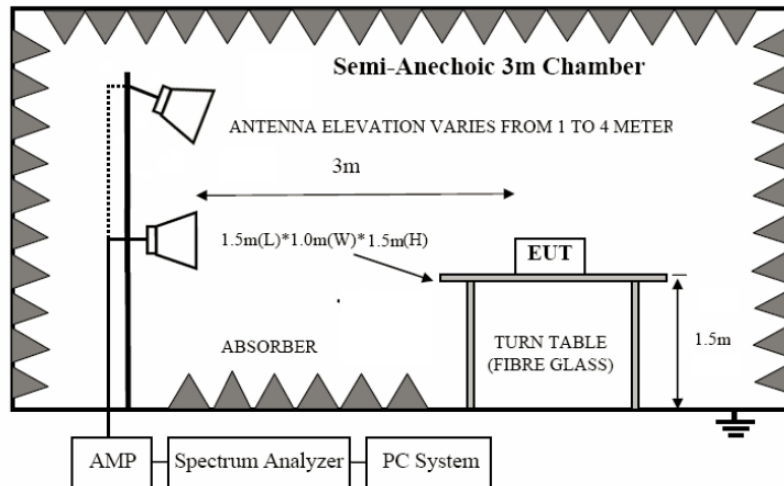 Semi-Anechoic 3m Chamber
ANTENNA ELEVATION VARIES FROM 1 TO 4 METER
3m
1.5m(L)*1.0m(W)*1.5m(H)
EUT
ABSORBER
TURN TABLE
(FIBRE GLASS)
1.5m
AMP
Spectrum Analyzer
PC System